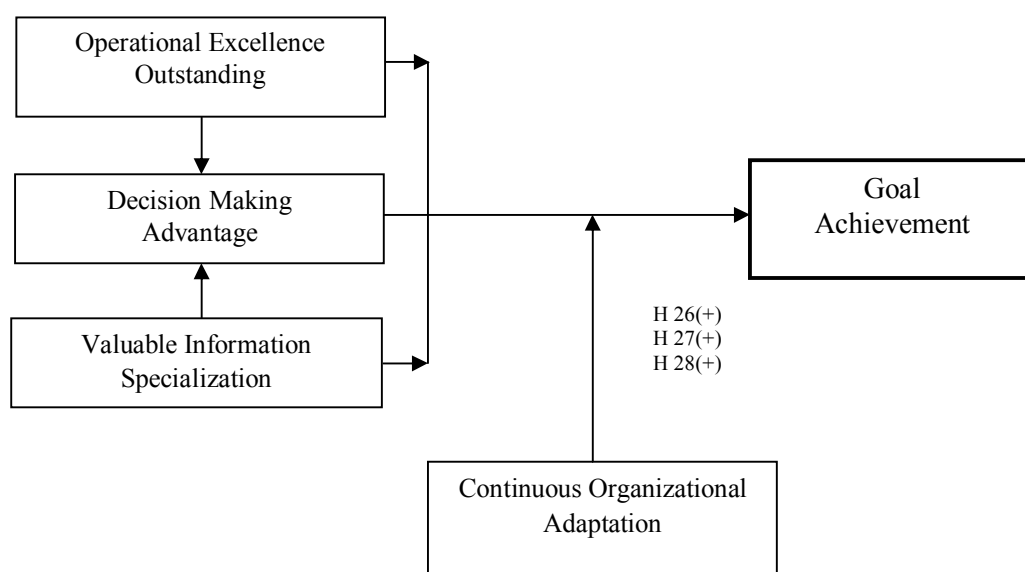 Operational Excellence
Outstanding
Decision Making
Advantage
Goal
Achievement
Valuable Information
Specialization
H 26(+)
H 27(+)
H 28(+)
Continuous Organizational
Adaptation